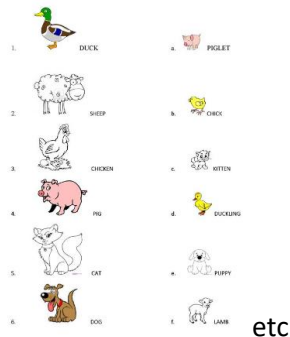 1. DUCK a. PIGLET
2. SHEEP b. CHICK
3. CHICKEN c. KITTEN
4. PIG d. DUCKLING
5. CAT e. PUPPY
6. DOG f. LAMB
etc